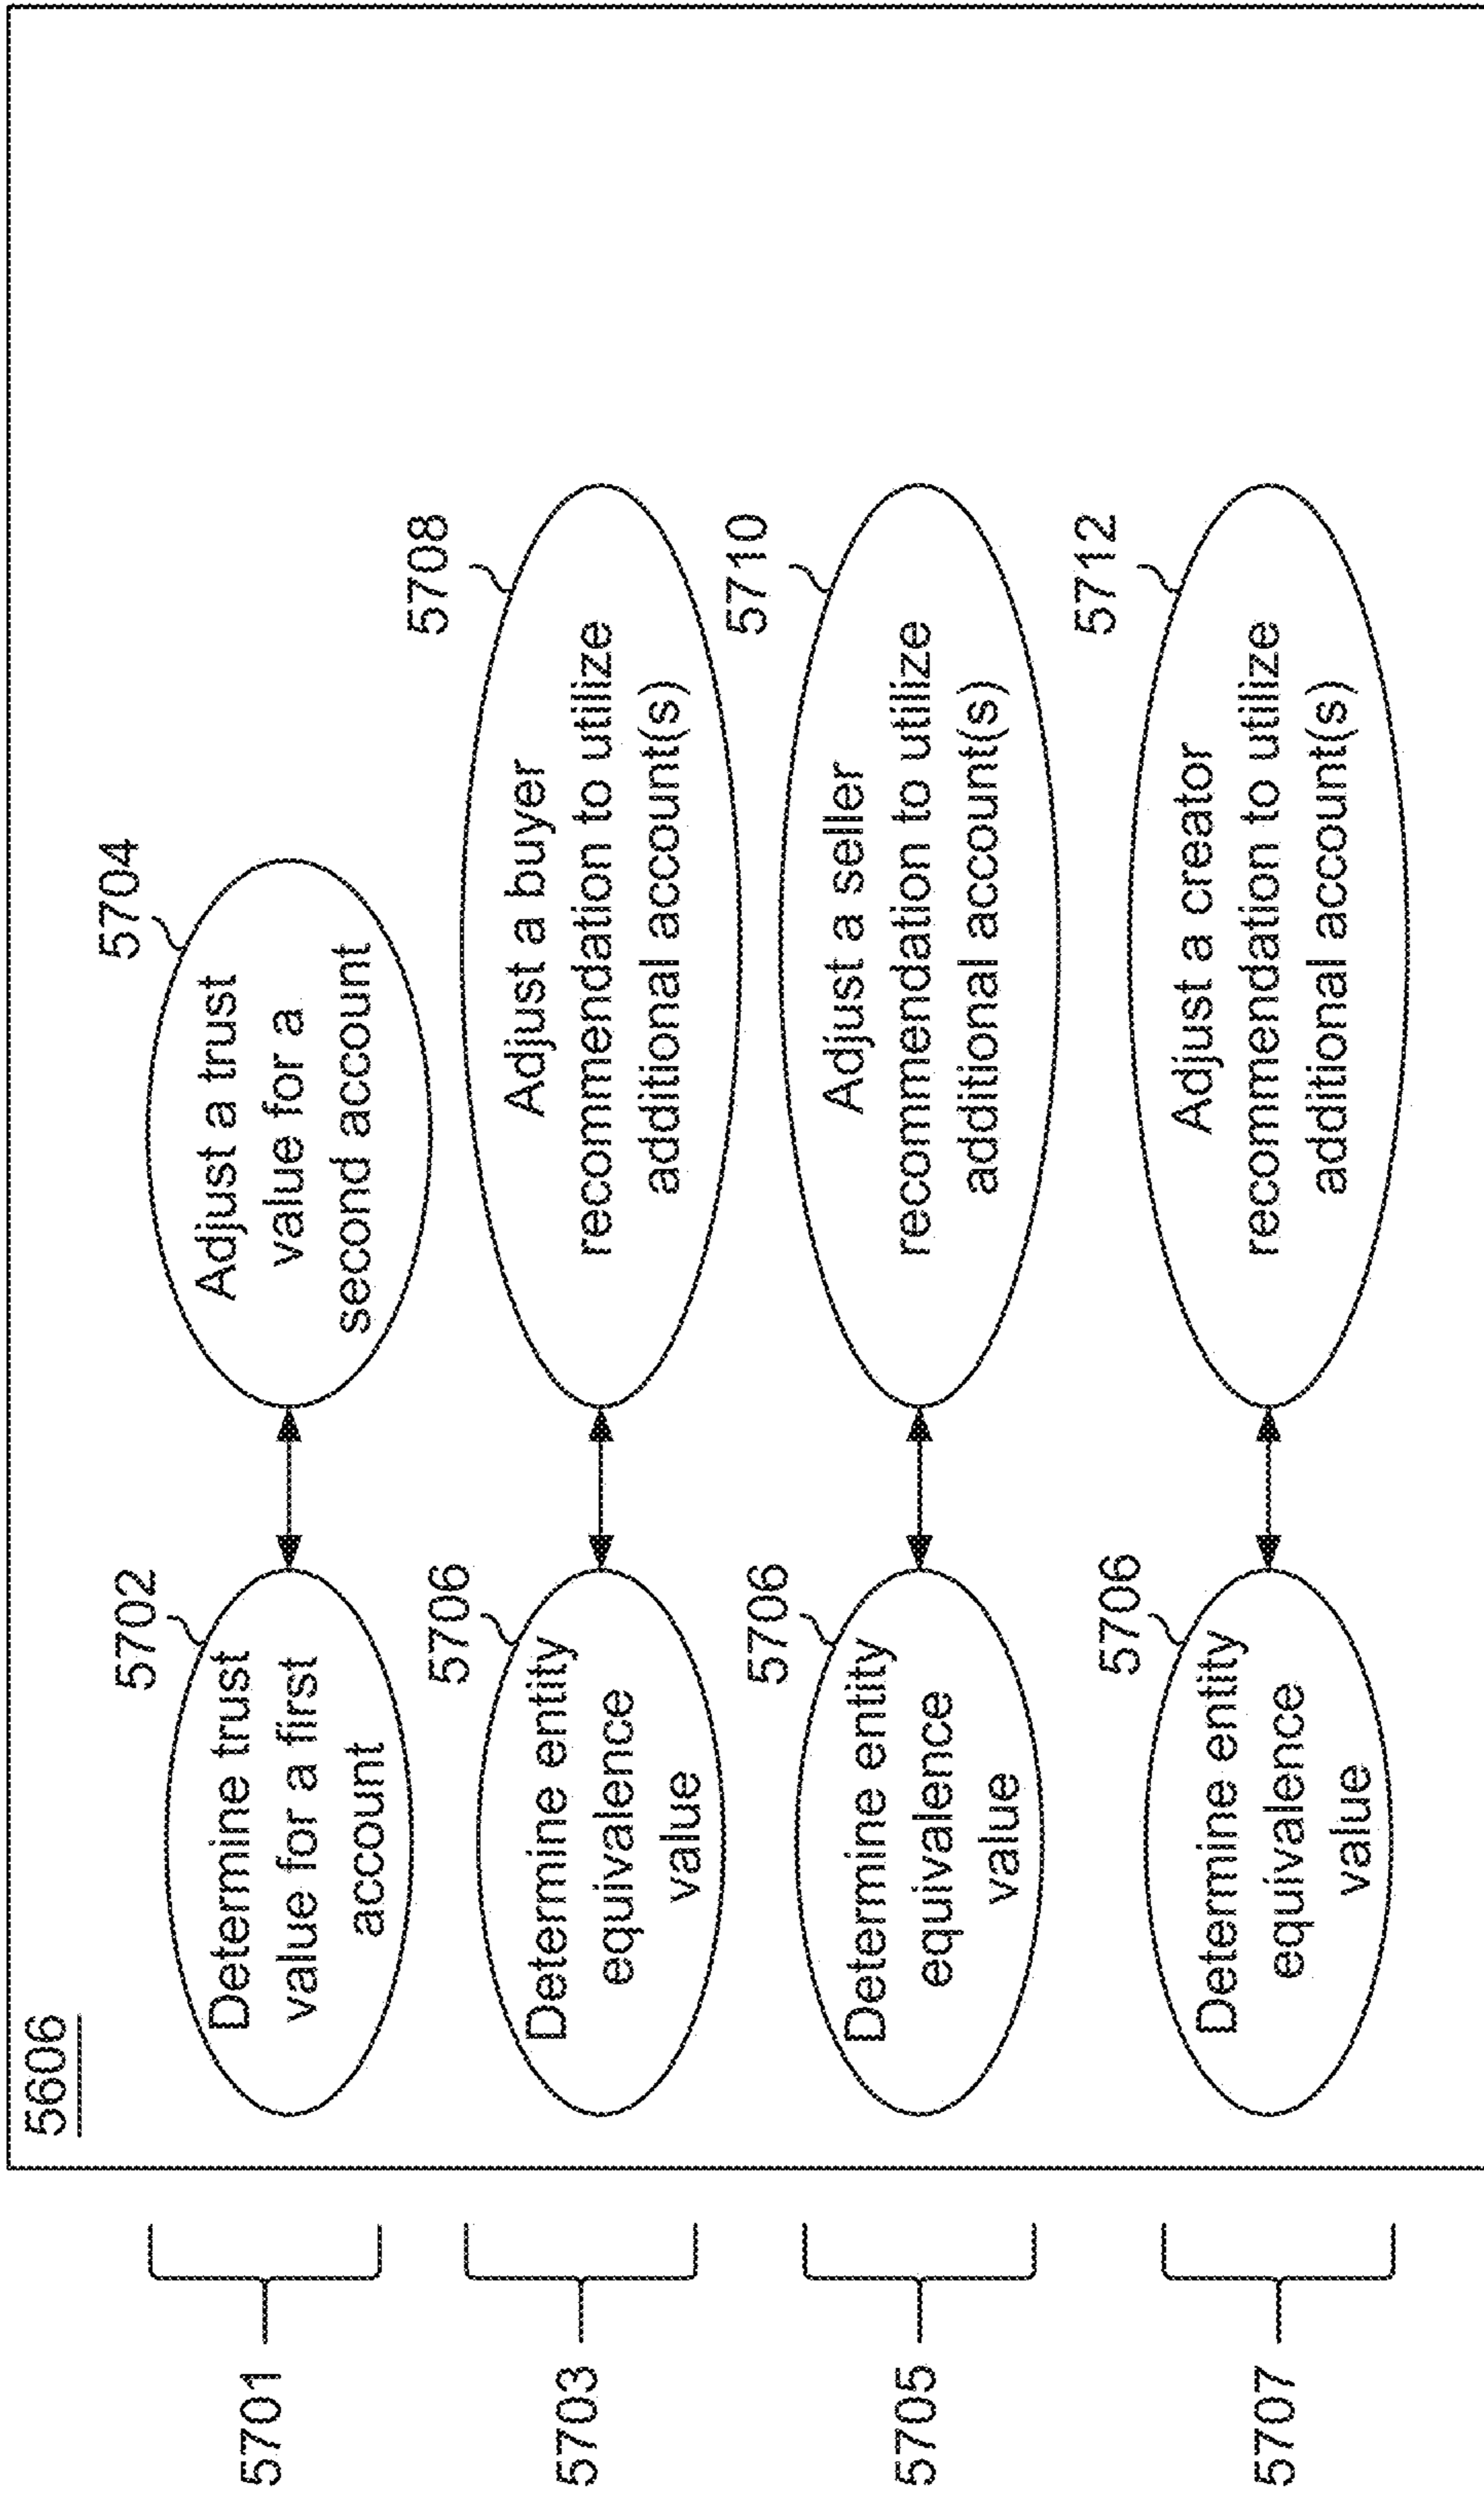 5606
5701
5702
Determine trust
value for a first
account
5704
Adjust a trust
value for a
second account
5703
5706
Determine entity
equivalence
value
5708
Adjust a buyer
recommendation to utilize
additional account(s)
5705
5706
Determine entity
equivalence
value
5710
Adjust a seller
recommendation to utilize
additional account(s)
5707
5706
Determine entity
equivalence
value
5712
Adjust a creator
recommendation to utilize
additional account(s)